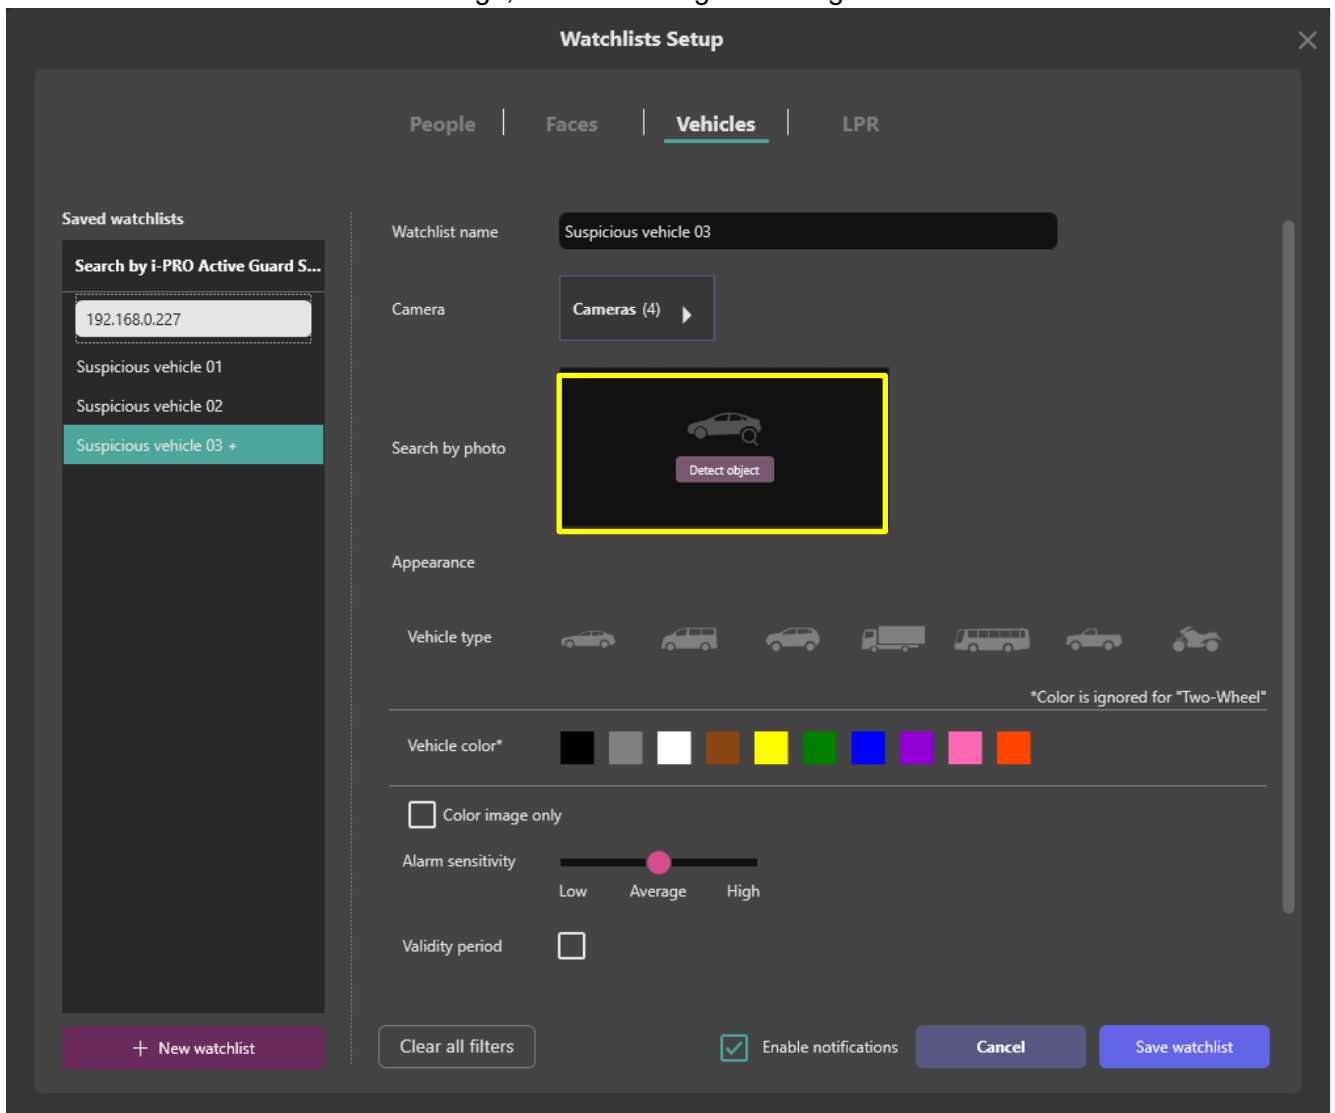 Watchlists Setup
People
Faces
Vehicles
LPR
Saved watchlists
Search by i-PRO Active Guard S...
192.168.0.227
Suspicious vehicle 01
Suspicious vehicle 02
Suspicious vehicle 03 +
+ New watchlist
Watchlist name
Suspicious vehicle 03
Camera
Cameras (4)
Search by photo
Detect object
Appearance
Vehicle type
*Color is ignored for "Two-Wheel"
Vehicle color*
Color image only
Alarm sensitivity
Low Average High
Validity period
Clear all filters
Enable notifications
Cancel
Save watchlist